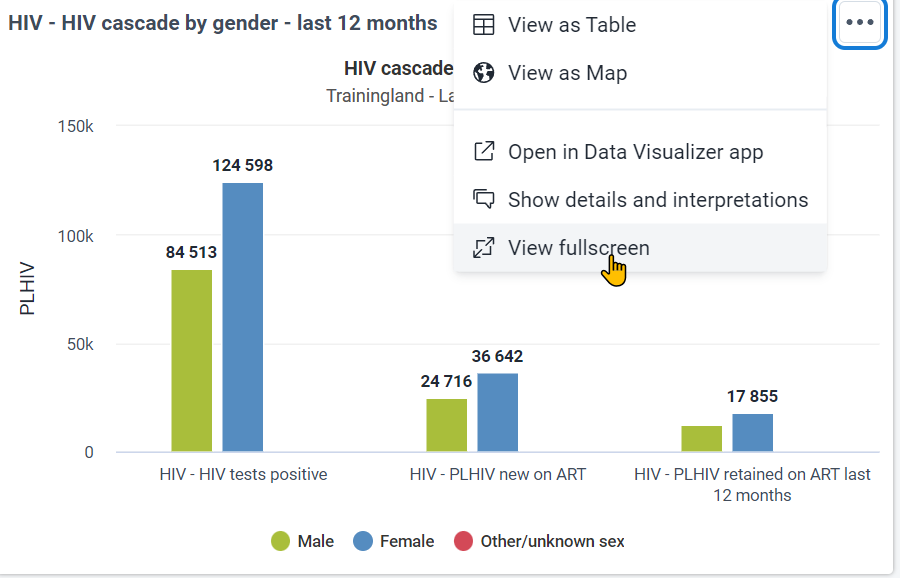 HIV - HIV cascade by gender - last 12 months
View as Table
View as Map
Open in Data Visualizer app
Show details and interpretations
View fullscreen
HIV cascade
Trainingland - La
PLHIV
150k
100k
50k
0
84 513
124 598
24 716
36 642
17 855
HIV - HIV tests positive
HIV - PLHIV new on ART
HIV - PLHIV retained on ART last
12 months
Male
Female
Other/unknown sex